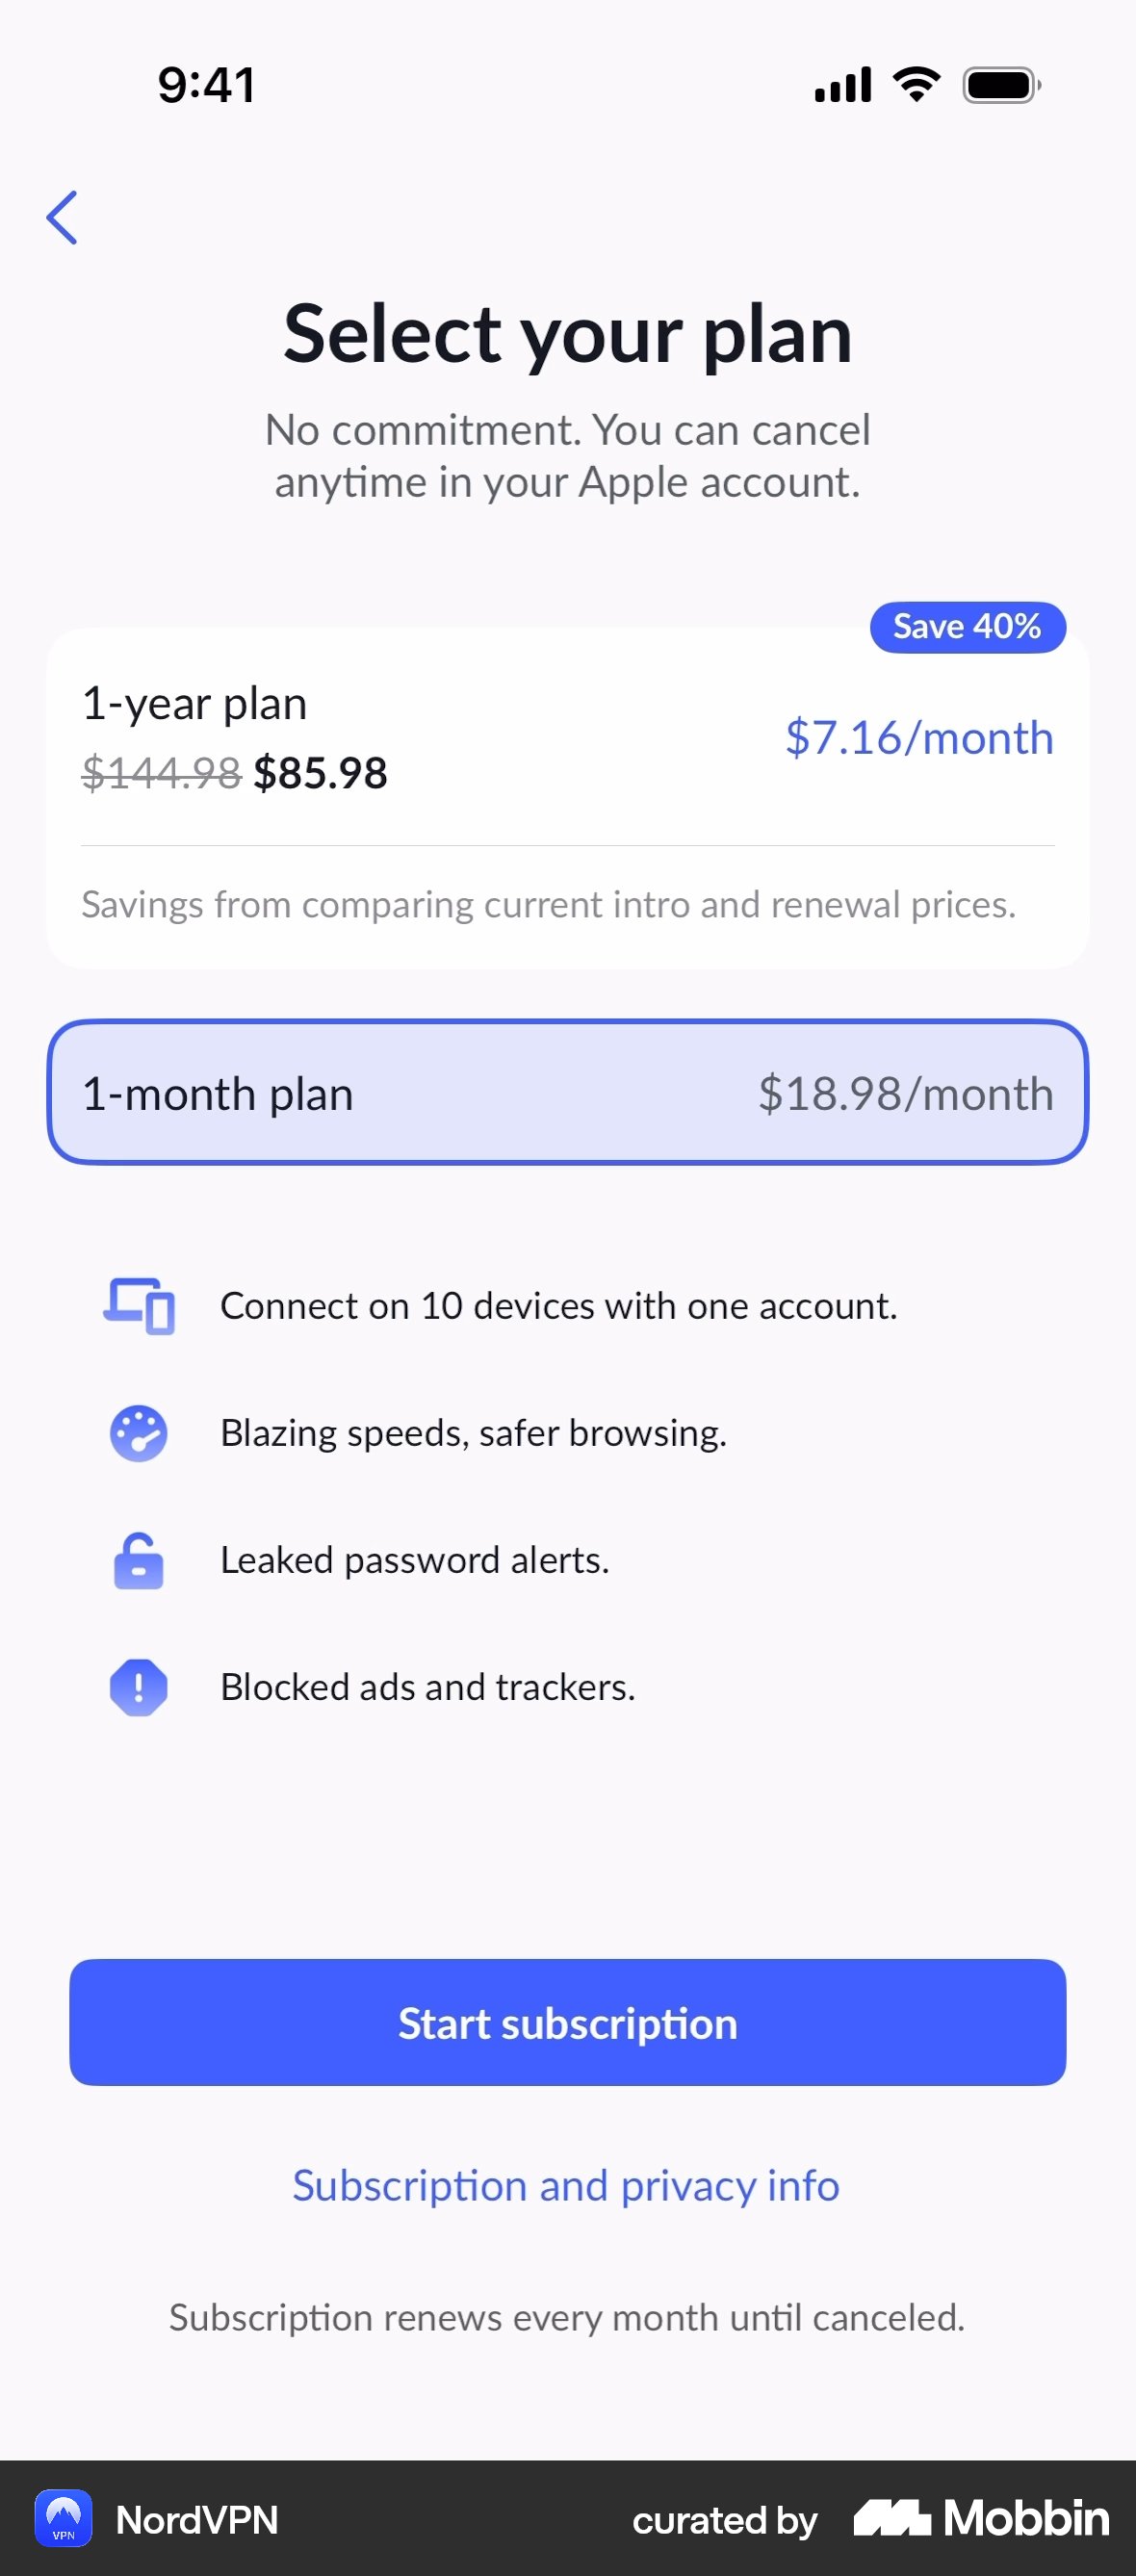 9:41
Select your plan
No commitment. You can cancel
anytime in your Apple account.
Save 40%
1-year plan
$144.98 $85.98
$7.16/month
Savings from comparing current intro and renewal prices.
1-month plan
$18.98/month
Connect on 10 devices with one account.
Blazing speeds, safer browsing.
Leaked password alerts.
Blocked ads and trackers.
Start subscription
Subscription and privacy info
Subscription renews every month until canceled.
VPN
NordVPN
curated by
Mobbin